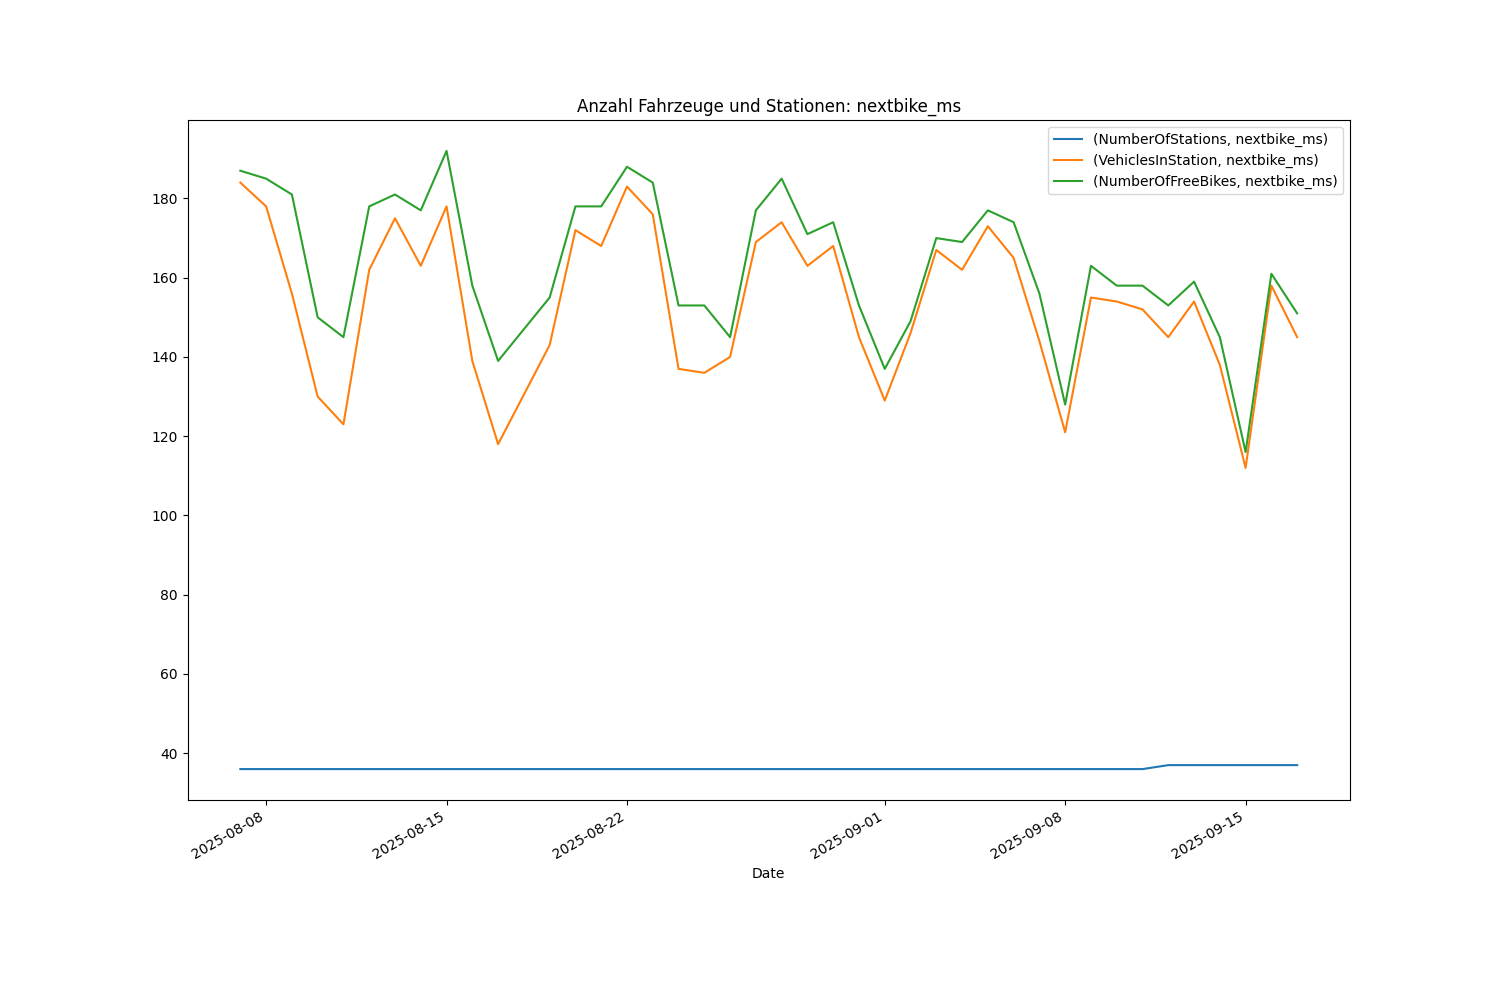 Anzahl Fahrzeuge und Stationen: nextbike_ms
(NumberOfStations, nextbike_ms)
(VehiclesInStation, nextbike_ms)
(NumberOfFreeBikes, nextbike_ms)
180
160
140
120
100
80
60
40
2025-08-08
2025-08-15
2025-08-22
2025-09-01
2025-09-08
2025-09-15
Date